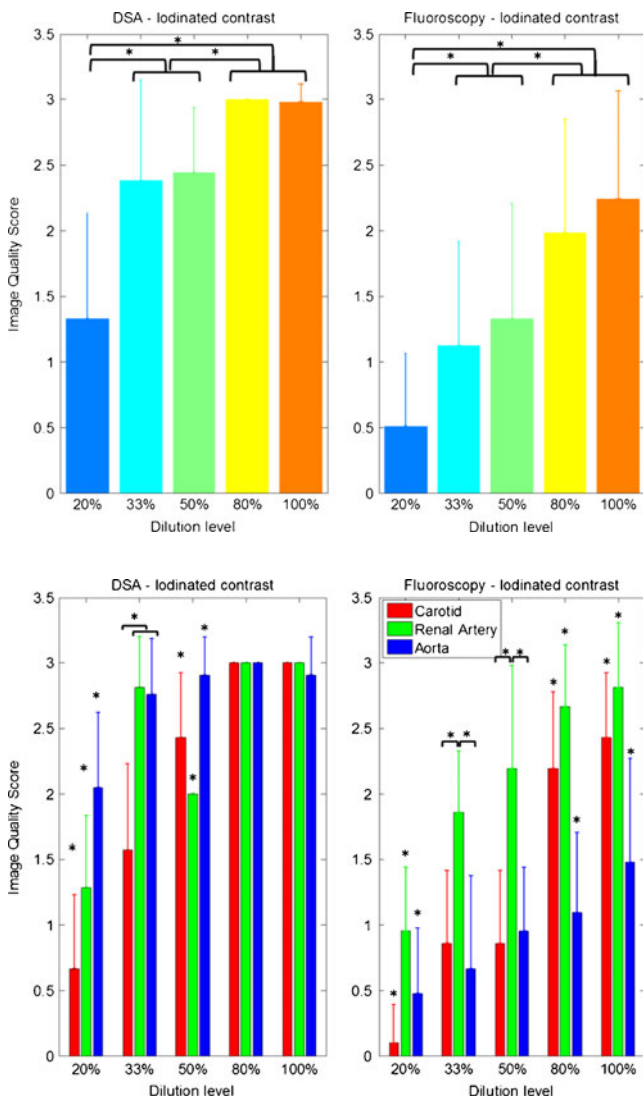 DSA - Iodinated contrast
3.5
3
2.5
2
1.5
1
0.5
0
Image Quality Score
* * *
20% 33% 50% 80% 100%
Dilution level
Fluoroscopy - Iodinated contrast
3.5
3
2.5
2
1.5
1
0.5
0
* * *
20% 33% 50% 80% 100%
Dilution level
DSA - Iodinated contrast
3.5
3
2.5
2
1.5
1
0.5
0
Image Quality Score
* * * * * * *
20% 33% 50% 80% 100%
Dilution level
Fluoroscopy - Iodinated contrast
Carotid
Renal Artery
Aorta
3.5
3
2.5
2
1.5
1
0.5
0
* * * * * * * * * * * * *
20% 33% 50% 80% 100%
Dilution level